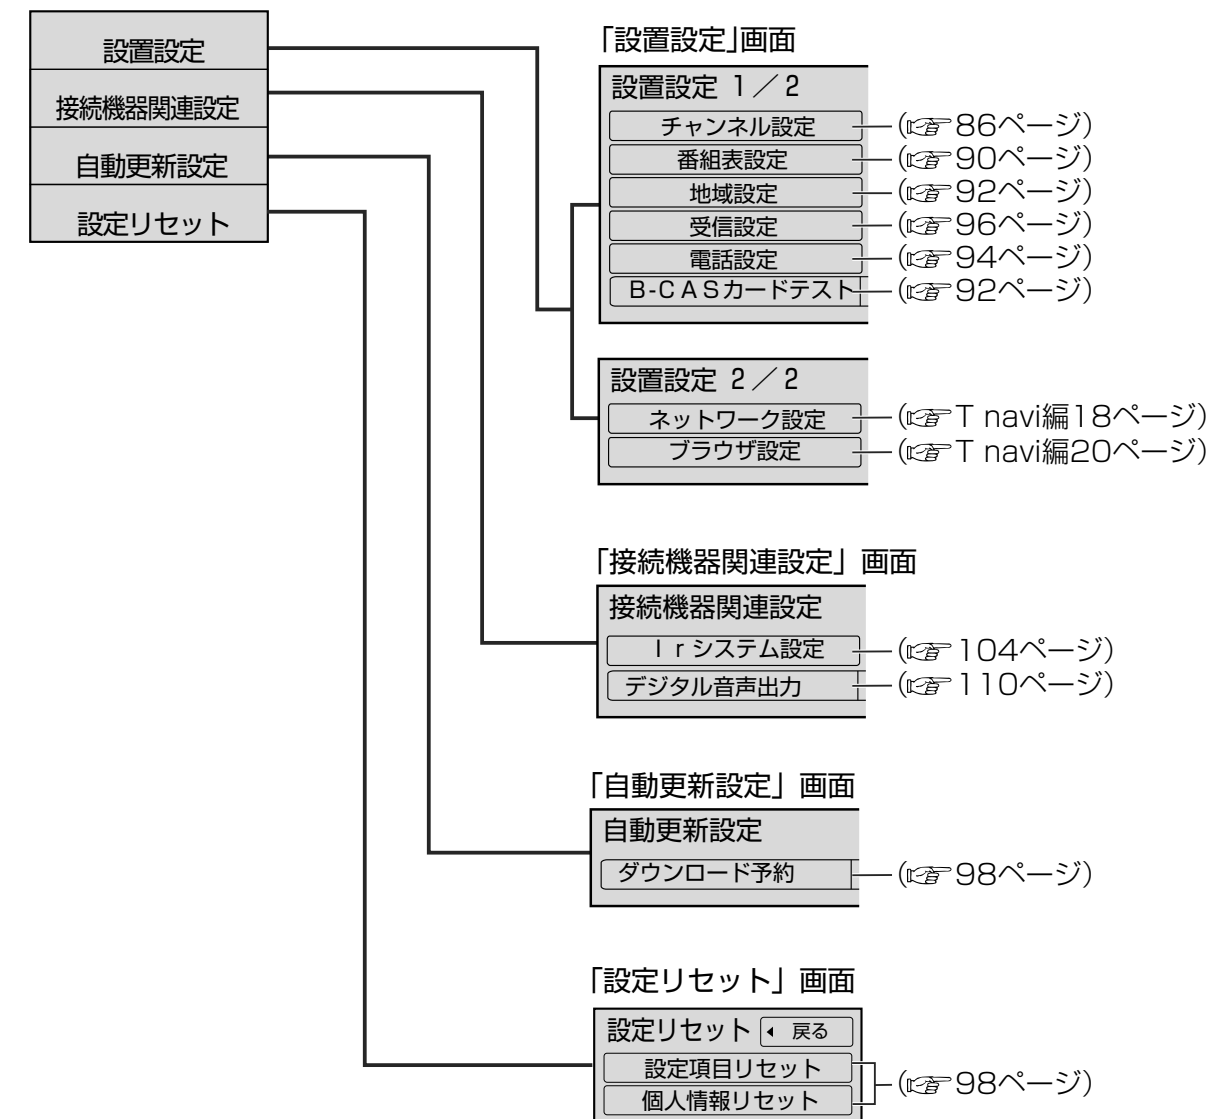 設置設定
接続機器関連設定
自動更新設定
設定リセット
「設置設定」画面
設置設定 1／2
チャンネル設定 (☞86ページ)
番組表設定 (☞90ページ)
地域設定 (☞92ページ)
受信設定 (☞96ページ)
電話設定 (☞94ページ)
B-CASカードテスト (☞92ページ)
設置設定 2／2
ネットワーク設定 (☞T navi編18ページ)
ブラウザ設定 (☞T navi編20ページ)
「接続機器関連設定」画面
接続機器関連設定
Irシステム設定 (☞104ページ)
デジタル音声出力 (☞110ページ)
「自動更新設定」画面
自動更新設定
ダウンロード予約 (☞98ページ)
「設定リセット」画面
設定リセット 戻る
設定項目リセット
個人情報リセット (☞98ページ)